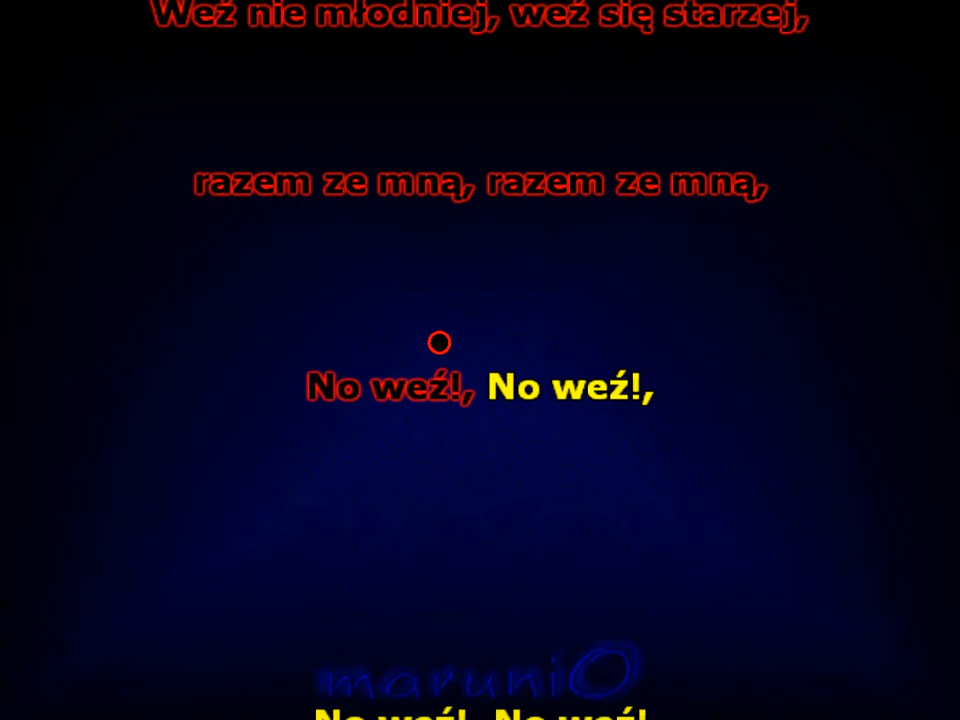 Weź nie młodniej, weź się starzej,
razem ze mną, razem ze mną,
No weź!, No weź!,
maruniO
No weź!, No weź!